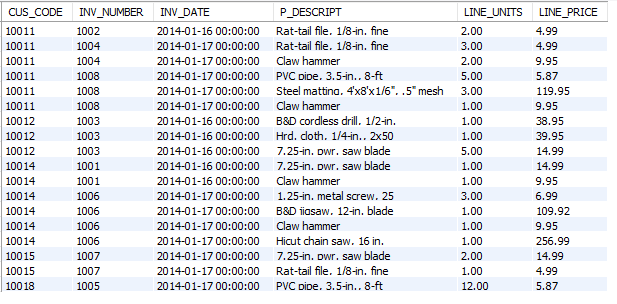 CUS_CODE INV_NUMBER INV_DATE P_DESCRIPT LINE_UNITS LINE_PRICE
10011 1002 2014-01-16 00:00:00 Rat-tail file, 1/8-in. fine 2.00 4.99
10011 1004 2014-01-17 00:00:00 Rat-tail file, 1/8-in. fine 3.00 4.99
10011 1004 2014-01-17 00:00:00 Claw hammer 2.00 9.95
10011 1008 2014-01-17 00:00:00 PVC pipe, 3.5-in., 8-ft 5.00 5.87
10011 1008 2014-01-17 00:00:00 Steel matting, 4'x8'x1/6", .5" mesh 3.00 119.95
10011 1008 2014-01-17 00:00:00 Claw hammer 1.00 9.95
10012 1003 2014-01-16 00:00:00 B&D cordless drill, 1/2-in. 1.00 38.95
10012 1003 2014-01-16 00:00:00 Hrd. cloth, 1/4-in., 2x50 1.00 39.95
10012 1003 2014-01-16 00:00:00 7.25-in. pwr. saw blade 5.00 14.99
10014 1001 2014-01-16 00:00:00 7.25-in. pwr. saw blade 1.00 14.99
10014 1001 2014-01-16 00:00:00 Claw hammer 1.00 9.95
10014 1006 2014-01-17 00:00:00 1.25-in. metal screw, 25 3.00 6.99
10014 1006 2014-01-17 00:00:00 B&D jigsaw, 12-in. blade 1.00 109.92
10014 1006 2014-01-17 00:00:00 Claw hammer 1.00 9.95
10014 1006 2014-01-17 00:00:00 Hicut chain saw, 16 in. 1.00 256.99
10015 1007 2014-01-17 00:00:00 7.25-in. pwr. saw blade 2.00 14.99
10015 1007 2014-01-17 00:00:00 Rat-tail file, 1/8-in. fine 1.00 4.99
10018 1005 2014-01-17 00:00:00 PVC pipe, 3.5-in., 8-ft 12.00 5.87